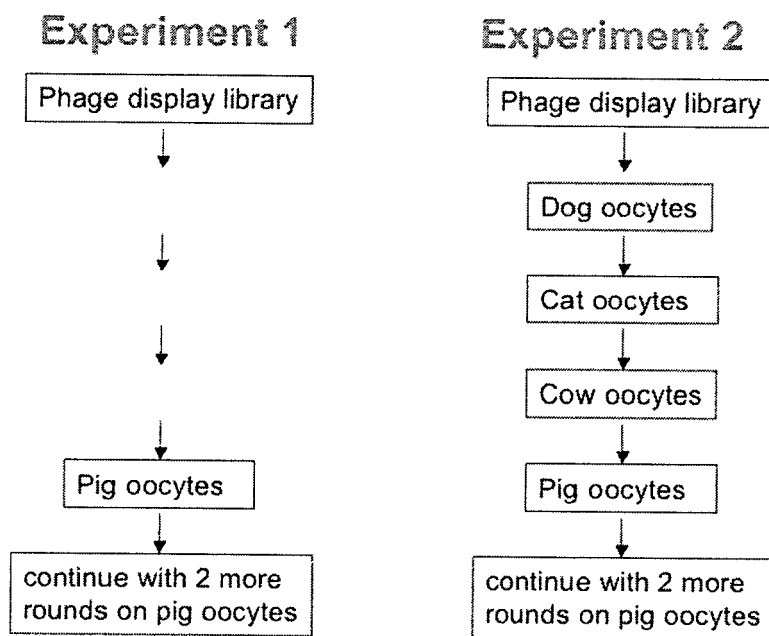 Experiment 1
Phage display library
Pig oocytes
continue with 2 more
rounds on pig oocytes
Experiment 2
Phage display library
Dog oocytes
Cat oocytes
Cow oocytes
Pig oocytes
continue with 2 more
rounds on pig oocytes